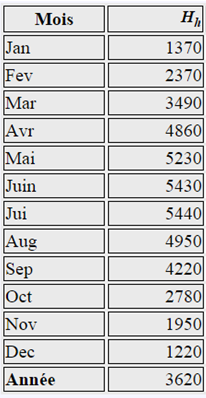 Mois H_h
Jan 1370
Fev 2370
Mar 3490
Avr 4860
Mai 5230
Juin 5430
Jui 5440
Aug 4950
Sep 4220
Oct 2780
Nov 1950
Dec 1220
Année 3620